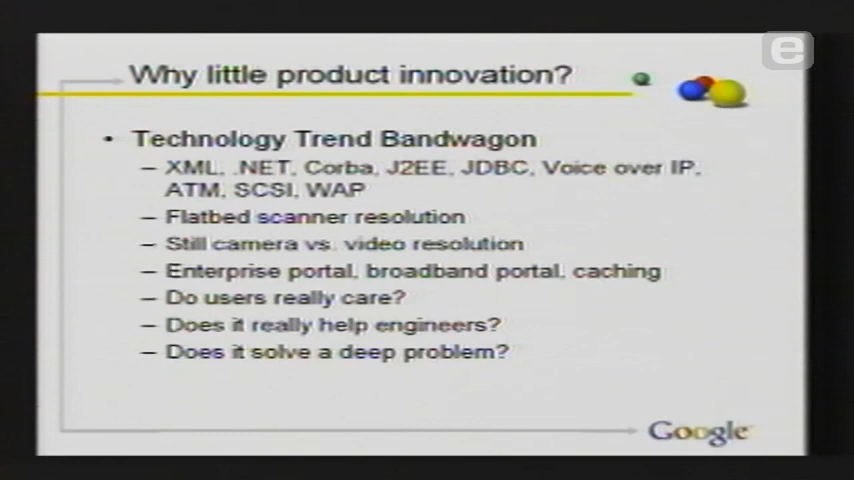 e
Why little product innovation?
• Technology Trend Bandwagon
– XML, .NET, Corba, J2EE, JDBC, Voice over IP,
ATM, SCSI, WAP
– Flatbed scanner resolution
– Still camera vs. video resolution
– Enterprise portal, broadband portal, caching
– Do users really care?
– Does it really help engineers?
– Does it solve a deep problem?
Google